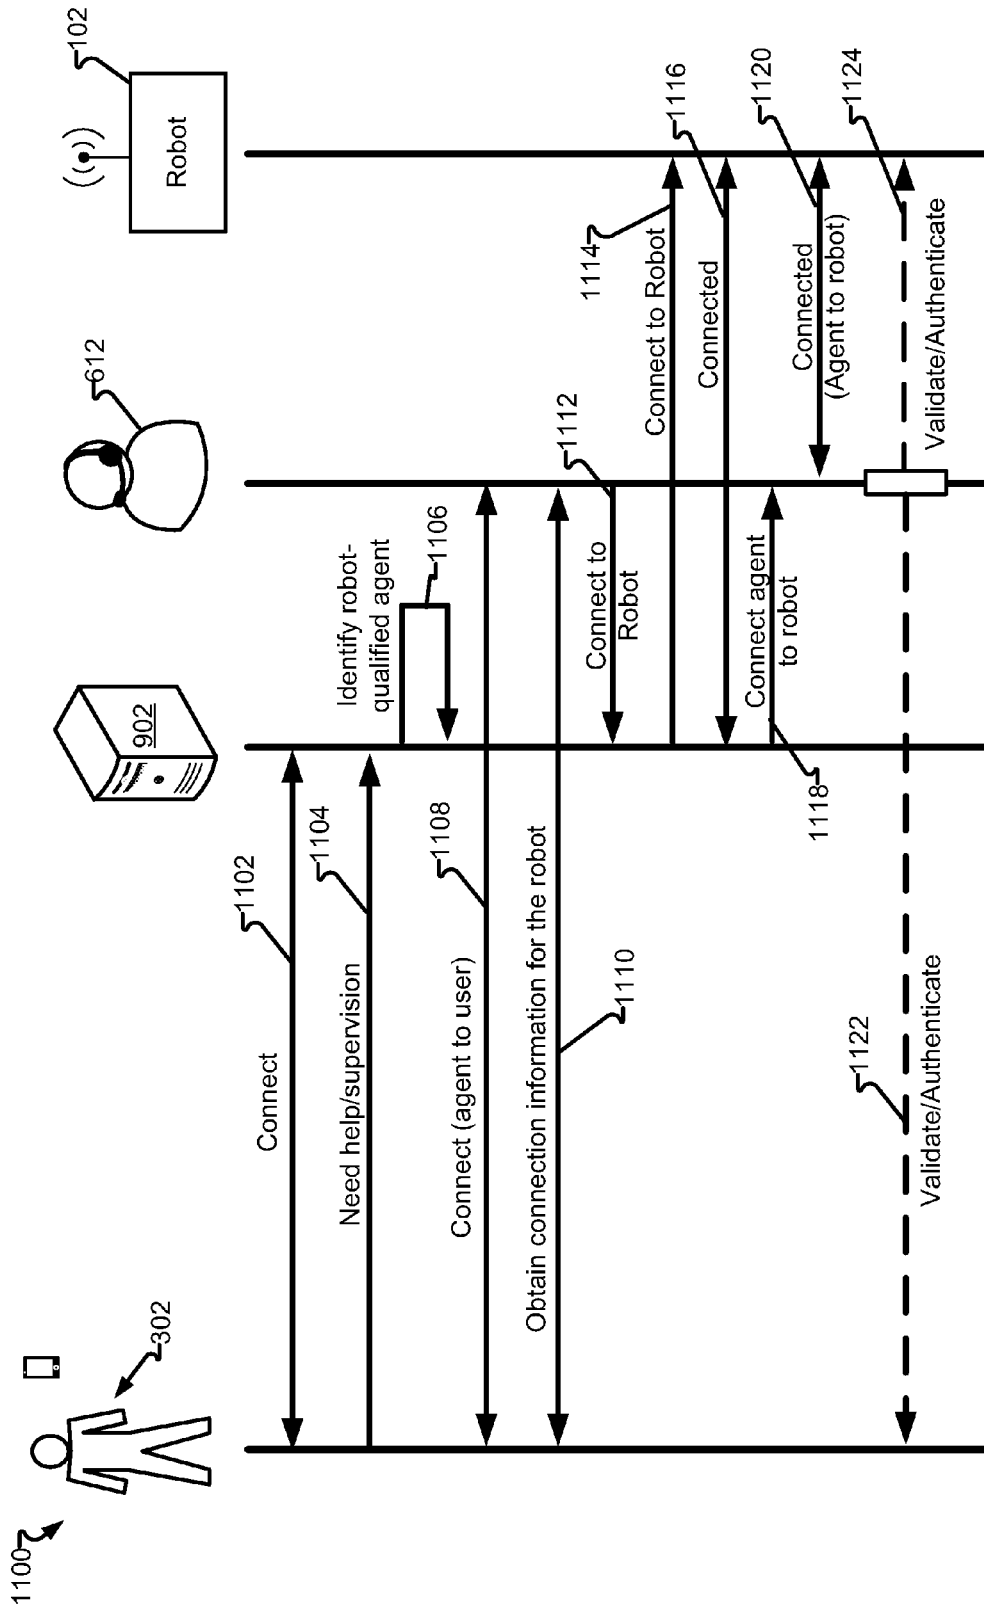 1100
302
902
612
102
Robot
Connect
1102
Need help/supervision
1104
Identify robot-
qualified agent
1106
Connect (agent to user)
1108
Obtain connection information for the robot
1110
Connect to
Robot
1112
Connect to Robot
1114
Connected
1116
Connect agent
to robot
1118
Connected
(Agent to robot)
1120
Validate/Authenticate
1122
Validate/Authenticate
1124